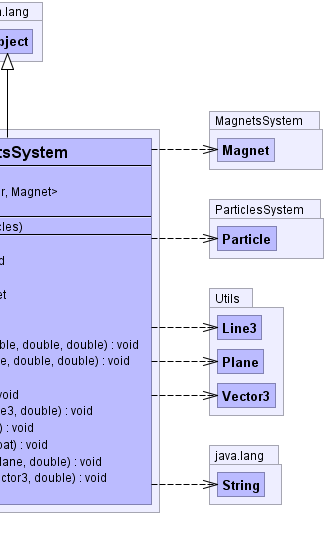 a.lang
bject
tsSystem
r, Magnet>
cles)
d
et
ble, double, double) : void
e, double, double) : void
void
e3, double) : void
) : void
oat) : void
lane, double) : void
ctor3, double) : void
MagnetsSystem
Magnet
ParticlesSystem
Particle
Utils
Line3
Plane
Vector3
java.lang
String